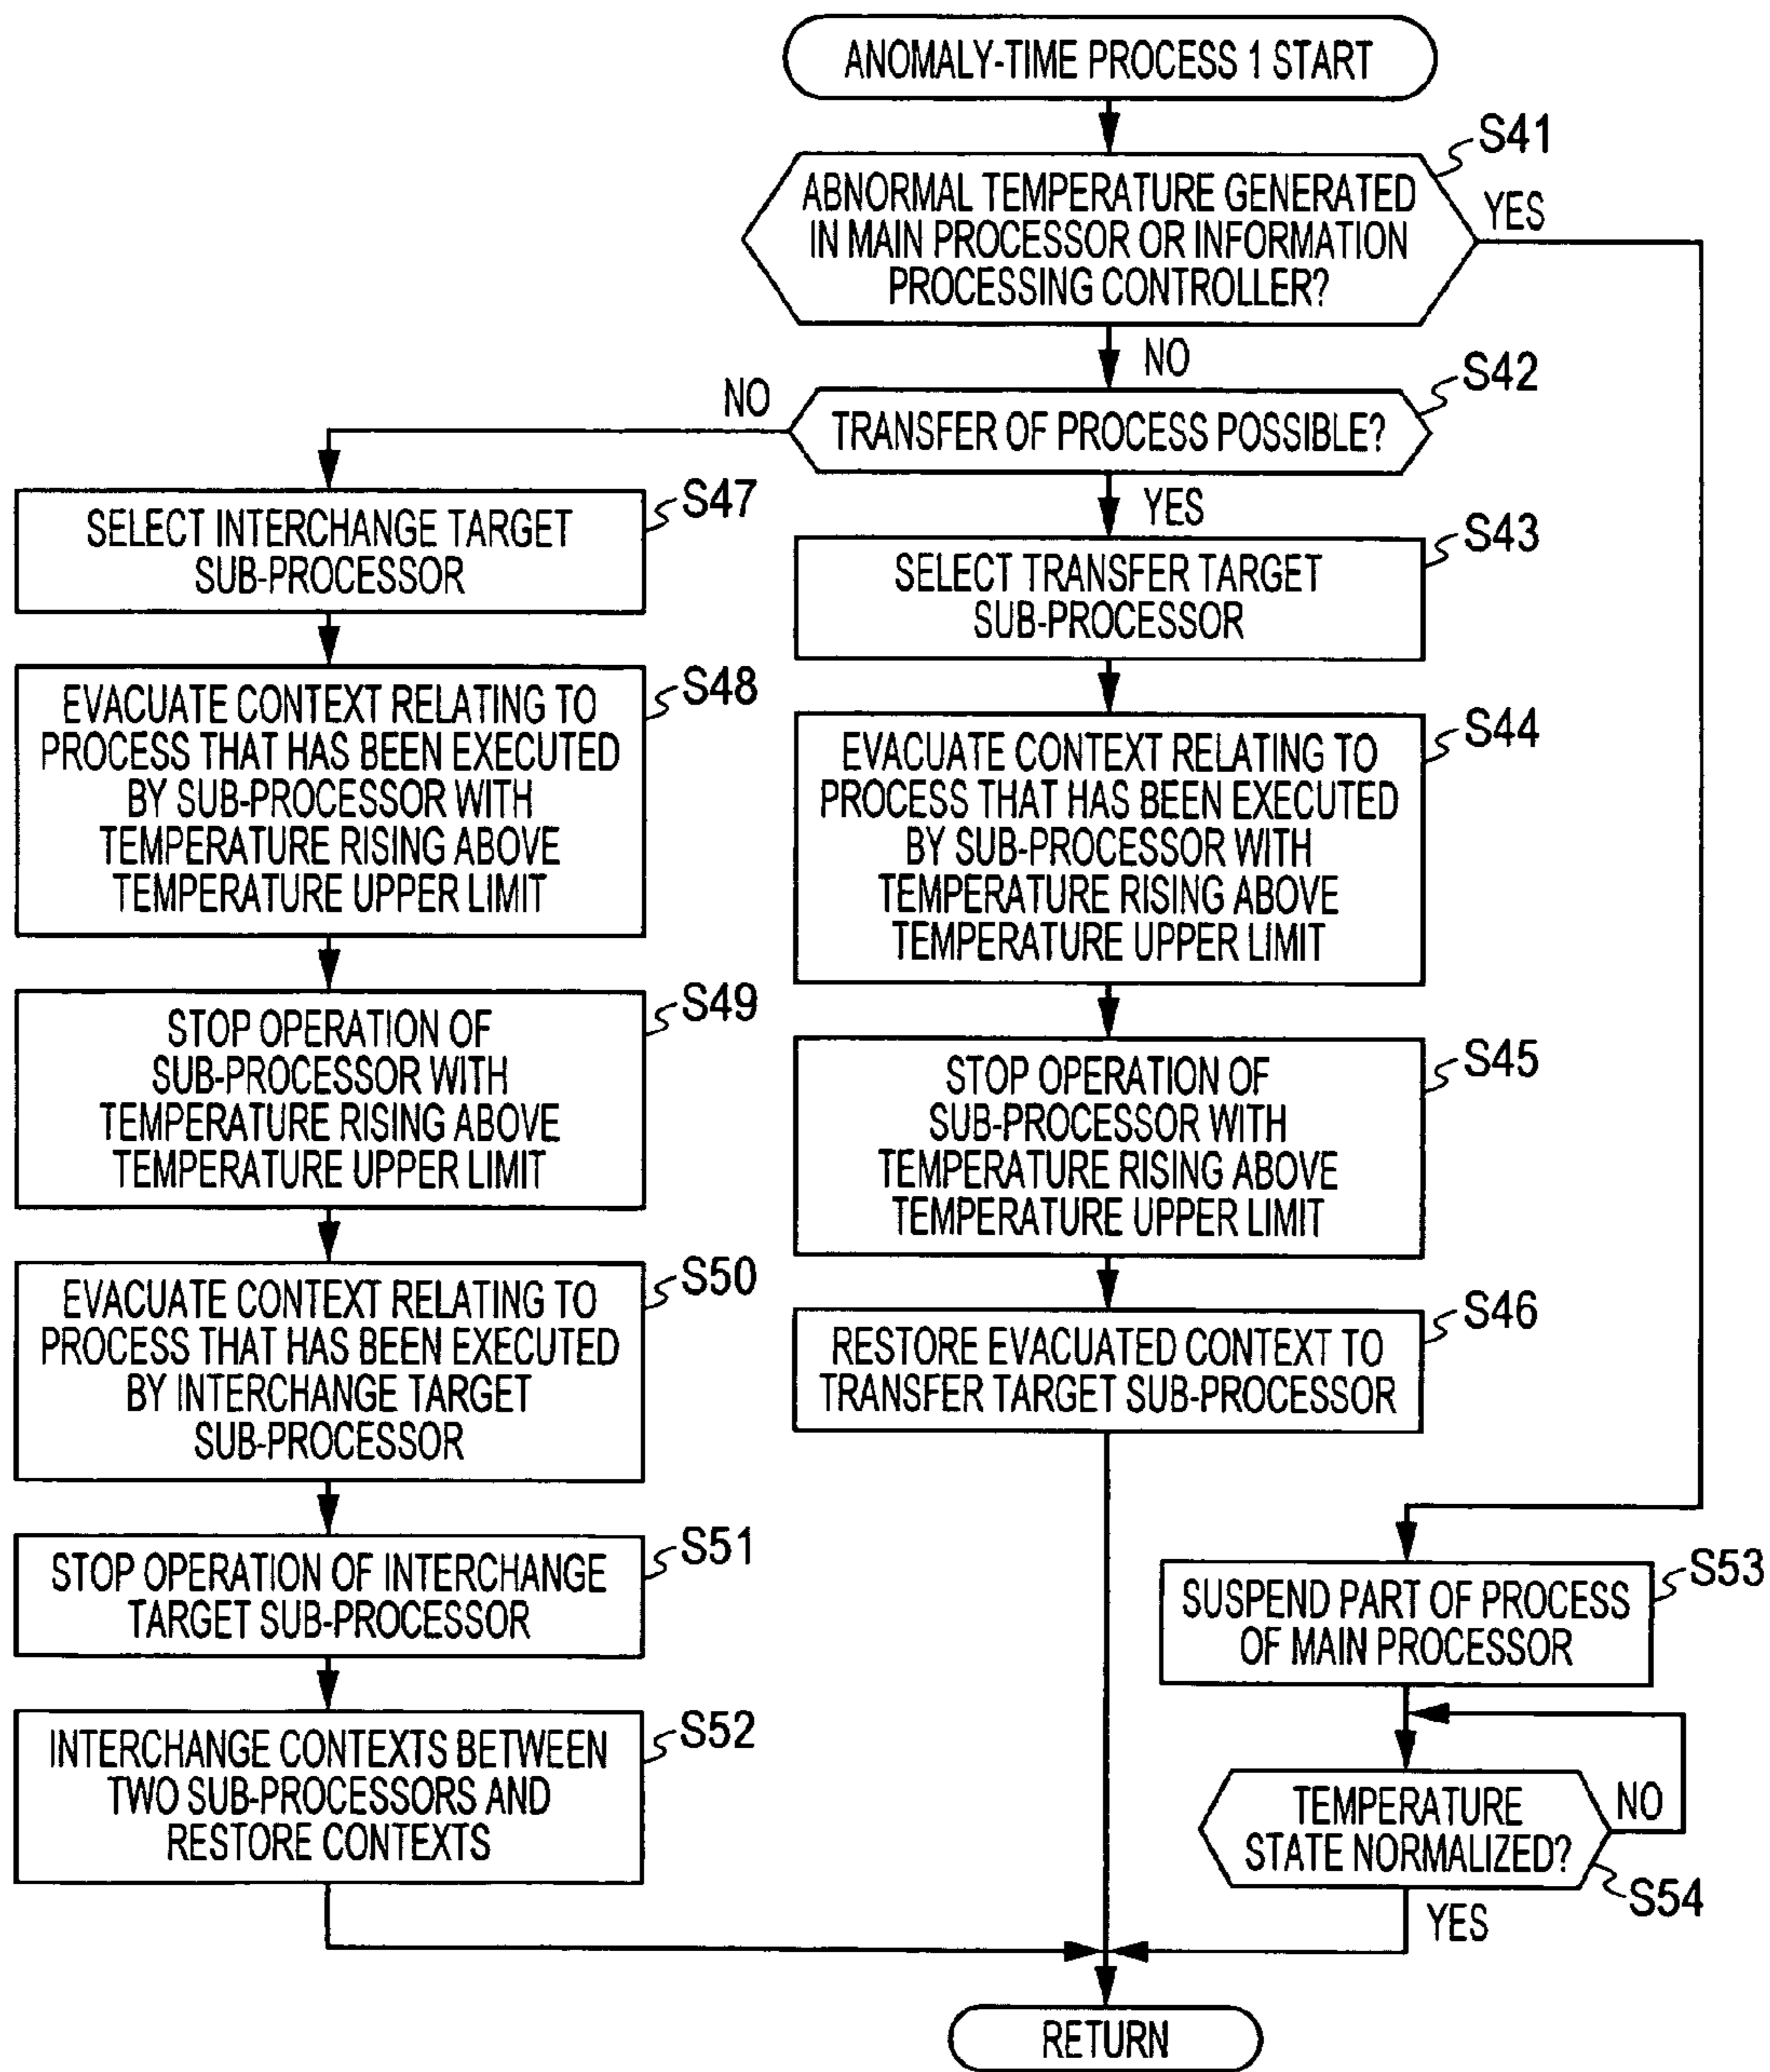 ANOMALY-TIME PROCESS 1 START
S41
ABNORMAL TEMPERATURE GENERATED
IN MAIN PROCESSOR OR INFORMATION
PROCESSING CONTROLLER?
YES
NO
S42
TRANSFER OF PROCESS POSSIBLE?
NO
YES
S47
SELECT INTERCHANGE TARGET
SUB-PROCESSOR
S48
EVACUATE CONTEXT RELATING TO
PROCESS THAT HAS BEEN EXECUTED
BY SUB-PROCESSOR WITH
TEMPERATURE RISING ABOVE
TEMPERATURE UPPER LIMIT
S49
STOP OPERATION OF
SUB-PROCESSOR WITH
TEMPERATURE RISING ABOVE
TEMPERATURE UPPER LIMIT
S50
EVACUATE CONTEXT RELATING TO
PROCESS THAT HAS BEEN EXECUTED
BY INTERCHANGE TARGET
SUB-PROCESSOR
S51
STOP OPERATION OF INTERCHANGE
TARGET SUB-PROCESSOR
S52
INTERCHANGE CONTEXTS BETWEEN
TWO SUB-PROCESSORS AND
RESTORE CONTEXTS
S43
SELECT TRANSFER TARGET
SUB-PROCESSOR
S44
EVACUATE CONTEXT RELATING TO
PROCESS THAT HAS BEEN EXECUTED
BY SUB-PROCESSOR WITH
TEMPERATURE RISING ABOVE
TEMPERATURE UPPER LIMIT
S45
STOP OPERATION OF
SUB-PROCESSOR WITH
TEMPERATURE RISING ABOVE
TEMPERATURE UPPER LIMIT
S46
RESTORE EVACUATED CONTEXT TO
TRANSFER TARGET SUB-PROCESSOR
S53
SUSPEND PART OF PROCESS
OF MAIN PROCESSOR
TEMPERATURE
STATE NORMALIZED?
NO
S54
YES
RETURN